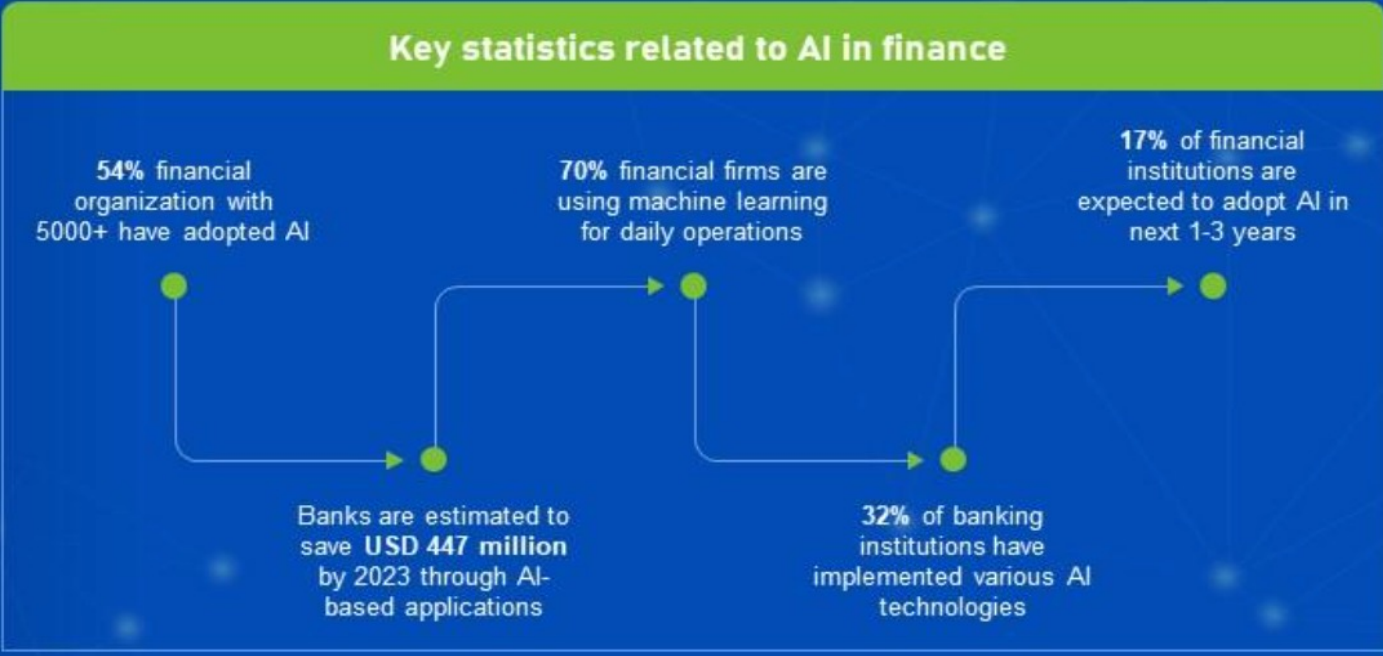 Key statistics related to AI in finance
54% financial
organization with
5000+ have adopted AI
Banks are estimated to
save USD 447 million
by 2023 through AI-
based applications
70% financial firms are
using machine learning
for daily operations
32% of banking
institutions have
implemented various AI
technologies
17% of financial
institutions are
expected to adopt AI in
next 1-3 years